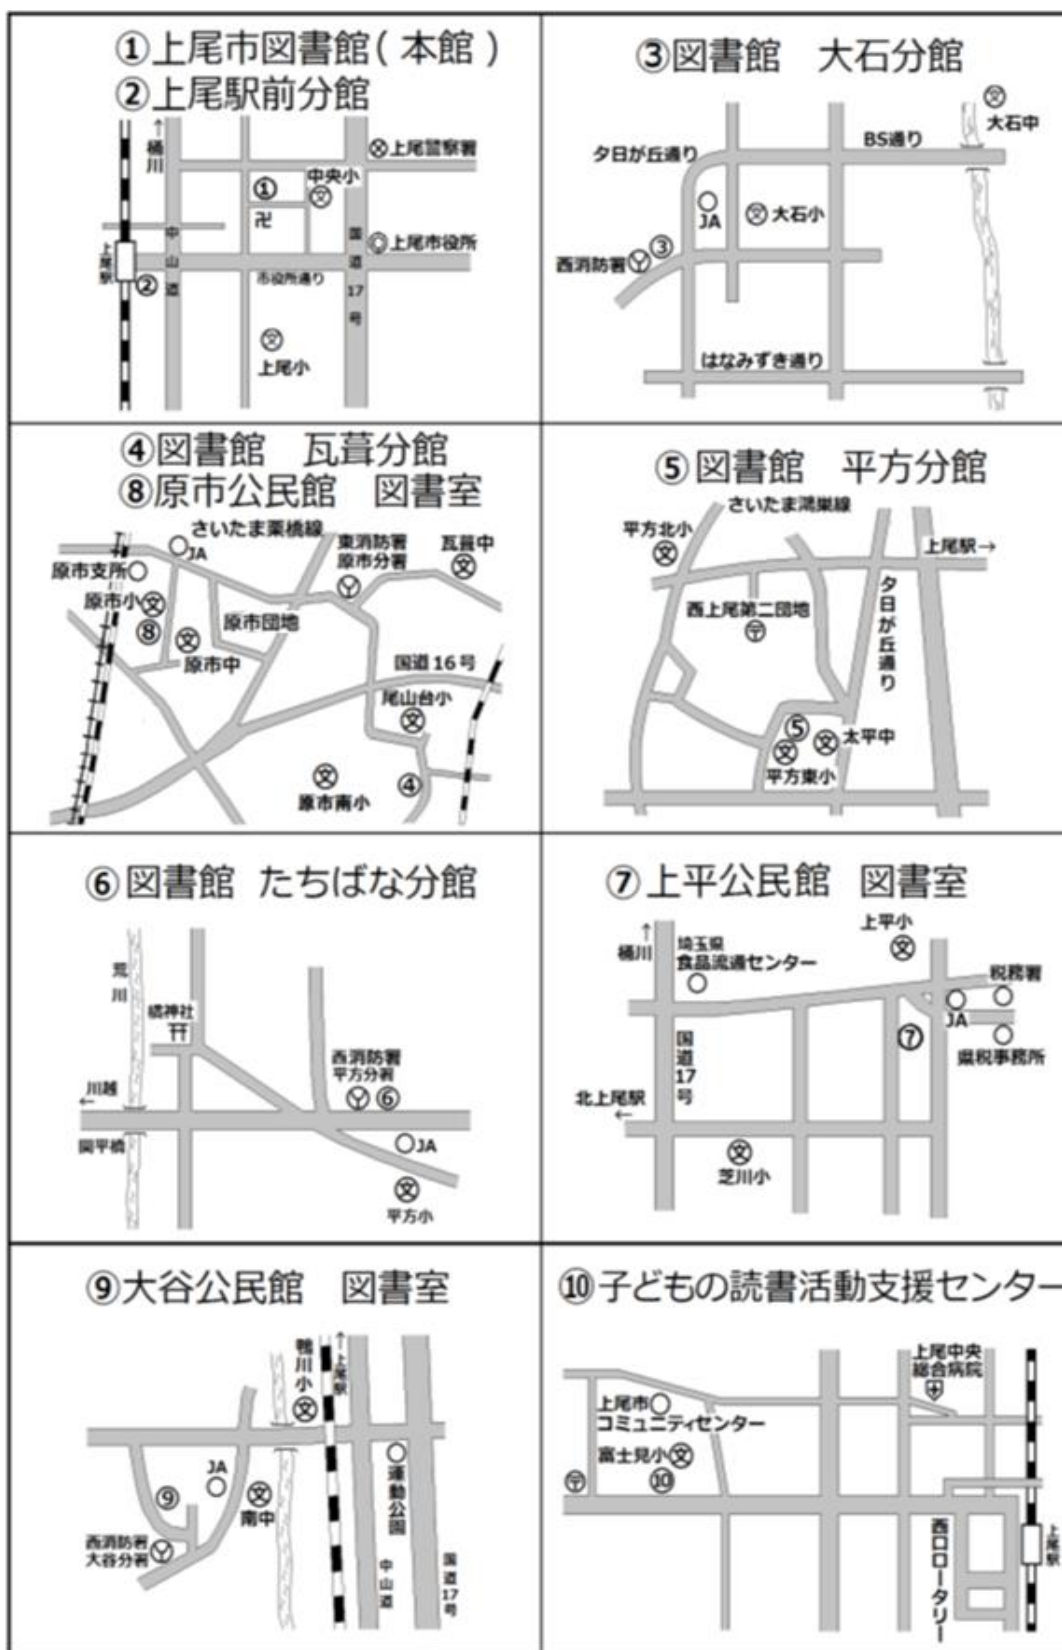 ①上尾市図書館(本館)
②上尾駅前分館
↑
桶川
上尾警察署
中央小
文
①
卍
中山道
国道17号
上尾市役所
上尾駅
②
市役所通り
文
上尾小
③図書館 大石分館
文
大石中
夕日が丘通り
BS通り
JA
文
大石小
西消防署
③
はなみずき通り
④図書館 瓦葺分館
⑧原市公民館 図書室
さいたま栗橋線
JA
東消防署
原市分署
瓦葺中
文
原市支所
原市小
文
⑧
文
原市中
原市団地
国道16号
尾山台小
文
文
原市南小
④
⑤図書館 平方分館
さいたま鴻巣線
平方北小
文
上尾駅→
西上尾第二団地
〒
夕日が丘通り
⑤
文
文
太平中
平方東小
⑥図書館 たちばな分館
荒川
橘神社
西消防署
平方分署
⑥
川越
←
開平橋
JA
文
平方小
⑦上平公民館 図書室
上平小
文
↑
桶川
埼玉県
食品流通センター
税務署
JA
⑦
県税事務所
国道17号
北上尾駅
←
文
芝川小
⑨大谷公民館 図書室
鴨川小
文
↑上尾駅
JA
⑨
文
南中
運動公園
西消防署
大谷分署
中山道
国道17号
⑩子どもの読書活動支援センター
上尾中央
総合病院
上尾市
コミュニティセンター
富士見小
文
〒
⑩
西口ロータリー
上尾駅